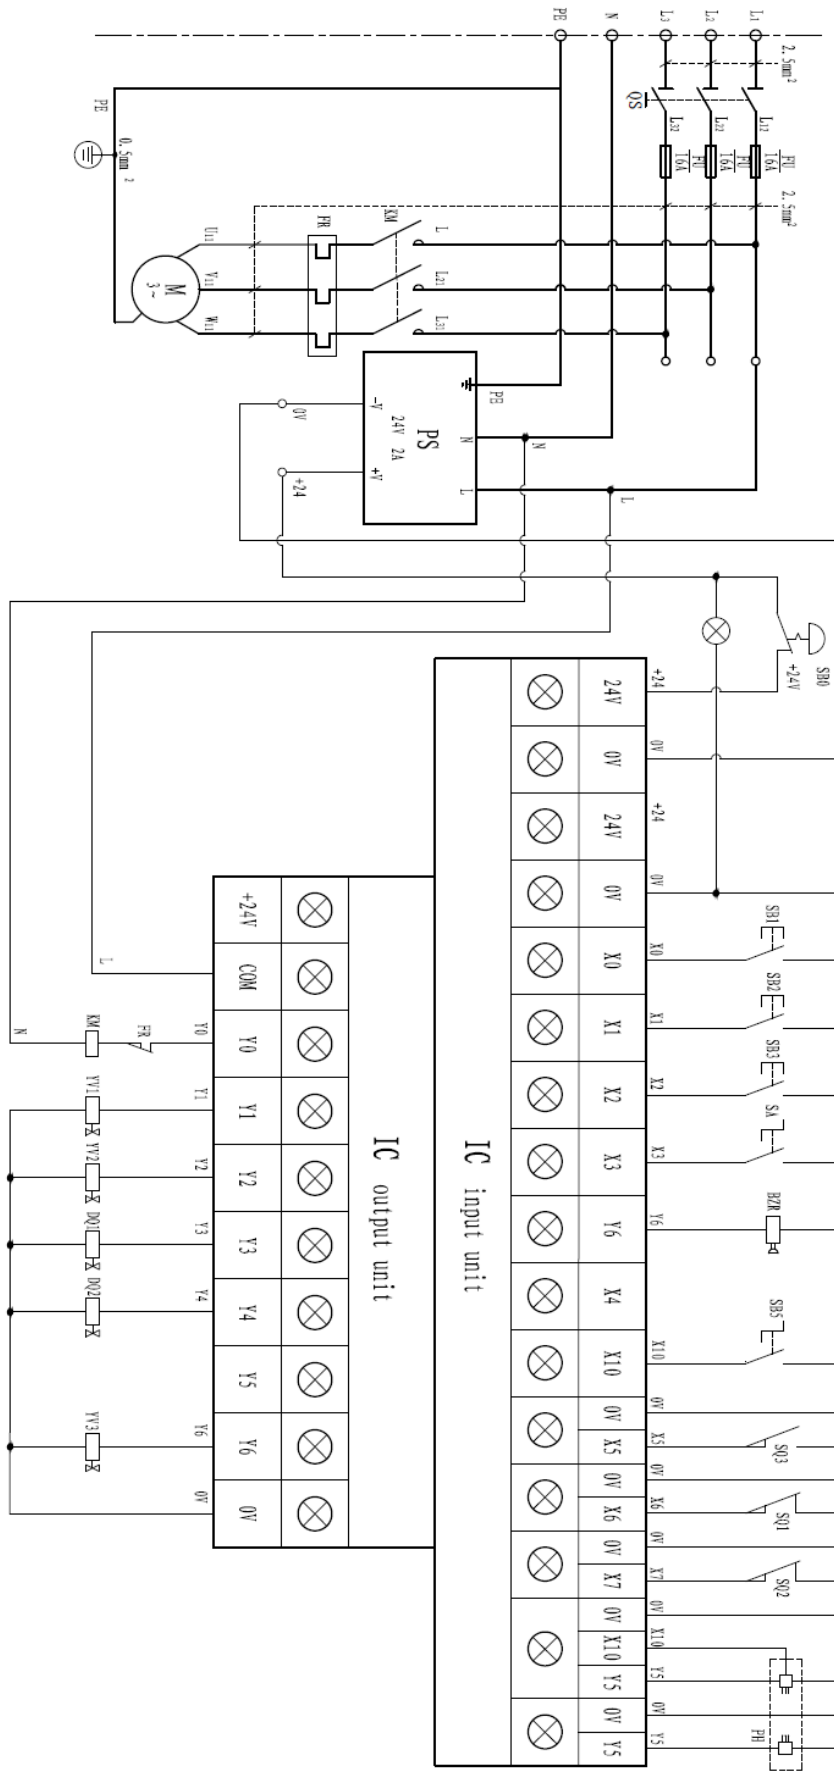 PE
N
L3
L2
L1
2.5mm²
QS
L32
L22
L12
FU
16A
FU
16A
FU
16A
PE
0.5mm²
2.5mm²
U11
V11
W11
M
3~
FR
KM
L
L21
L31
PE
PS
24V 2A
-V
+V
N
L
0V
+24
N
L
SB0
+24V
24V
+24
0V
0V
24V
+24
0V
0V
X0
X0
SB1
X1
X1
SB2
X2
X2
SB3
X3
X3
SA
Y6
Y6
BZR
X4
X10
X10
SB5
0V
0V
X5
X5
SQ3
0V
0V
X6
X6
SQ1
0V
0V
X7
X7
SQ2
0V
0V
X10
X10
Y5
Y5
0V
0V
Y5
Y5
PH
IC input unit
IC output unit
+24V
COM
L
Y0
Y0
FR
KM
N
Y1
Y1
YV1
Y2
Y2
YV2
Y3
Y3
DQ1
Y4
Y4
DQ2
Y5
Y6
Y6
YV3
0V
0V